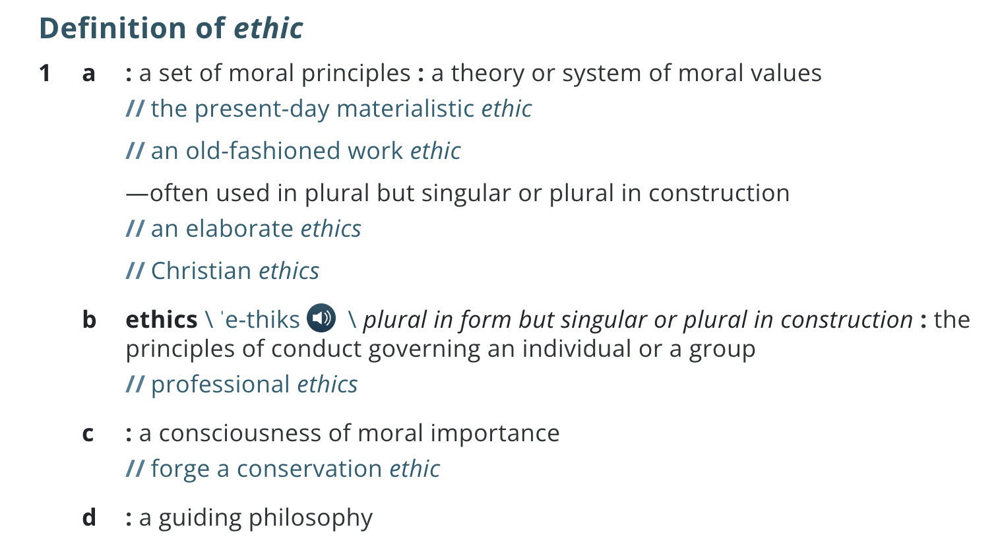 Definition of ethic
1 a : a set of moral principles : a theory or system of moral values
// the present-day materialistic ethic
// an old-fashioned work ethic
—often used in plural but singular or plural in construction
// an elaborate ethics
// Christian ethics
b ethics \ ˈe-thiks \ plural in form but singular or plural in construction : the
principles of conduct governing an individual or a group
// professional ethics
c : a consciousness of moral importance
// forge a conservation ethic
d : a guiding philosophy